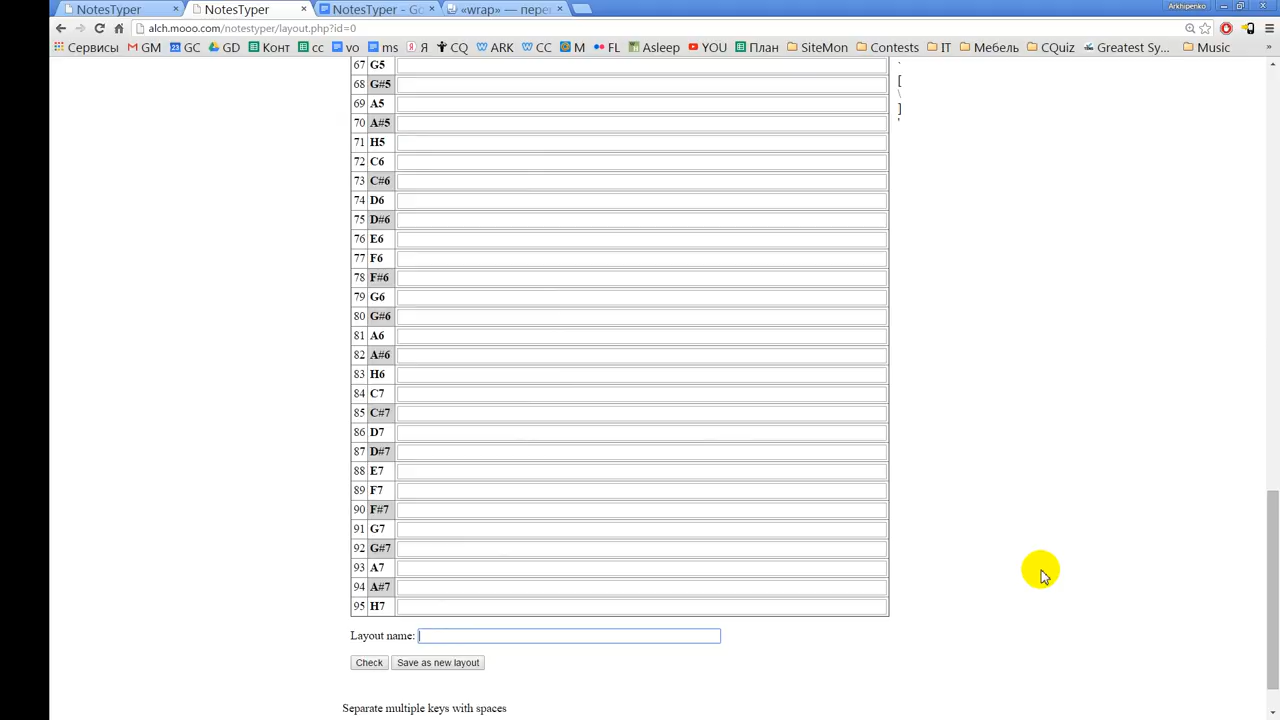 Arkhipenko
NotesTyper
NotesTyper
NotesTyper - Go
«wrap» — перев
alch.mooo.com/notestyper/layout.php?id=0
Сервисы GM GC GD Конт cc vo ms Я CQ ARK CC M FL Asleep YOU План SiteMon Contests IT Мебель CQuiz Greatest Sy... Music »
67 G5
68 G#5
69 A5
70 A#5
71 H5
72 C6
73 C#6
74 D6
75 D#6
76 E6
77 F6
78 F#6
79 G6
80 G#6
81 A6
82 A#6
83 H6
84 C7
85 C#7
86 D7
87 D#7
88 E7
89 F7
90 F#7
91 G7
92 G#7
93 A7
94 A#7
95 H7
`
[
\
]
'
Layout name:
Check Save as new layout
Separate multiple keys with spaces